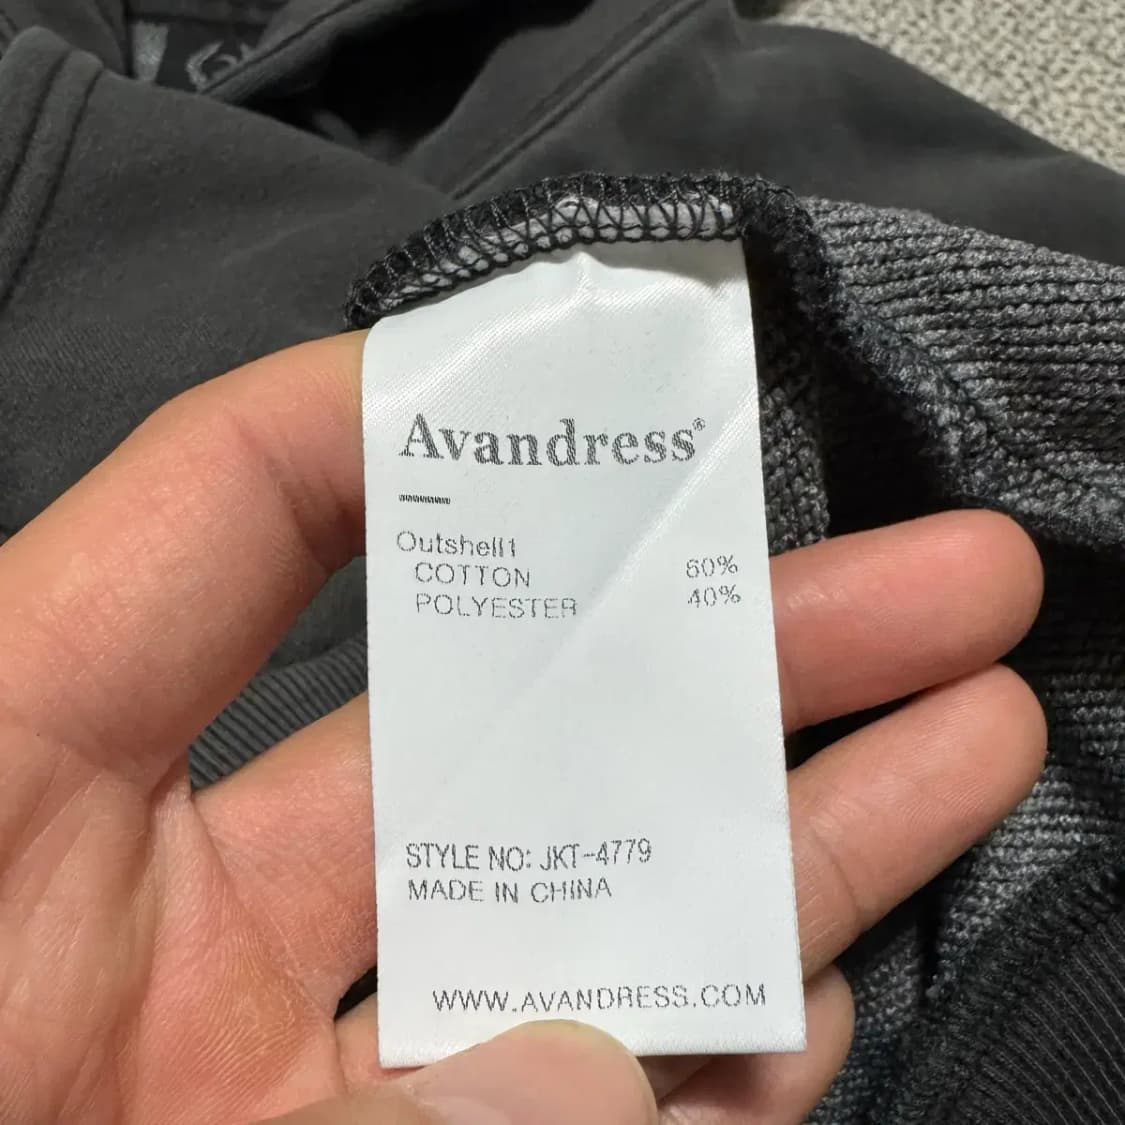 Avandress®
Outshell1
COTTON 60%
POLYESTER 40%
STYLE NO: JKT-4779
MADE IN CHINA
WWW.AVANDRESS.COM